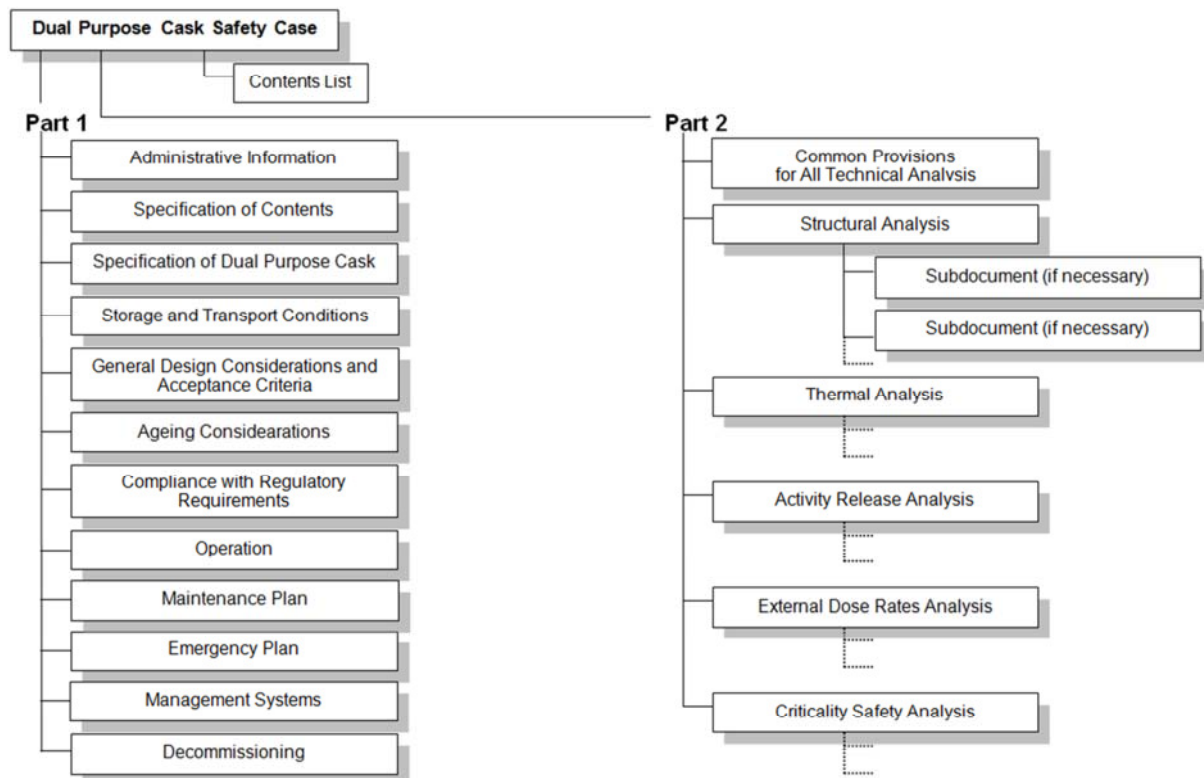 Dual Purpose Cask Safety Case
Contents List
Part 1
Administrative Information
Specification of Contents
Specification of Dual Purpose Cask
Storage and Transport Conditions
General Design Considerations and
Acceptance Criteria
Ageing Considearations
Compliance with Regulatory
Requirements
Operation
Maintenance Plan
Emergency Plan
Management Systems
Decommissioning
Part 2
Common Provisions
for All Technical Analysis
Structural Analysis
Subdocument (if necessary)
Subdocument (if necessary)
Thermal Analysis
Activity Release Analysis
External Dose Rates Analysis
Criticality Safety Analysis